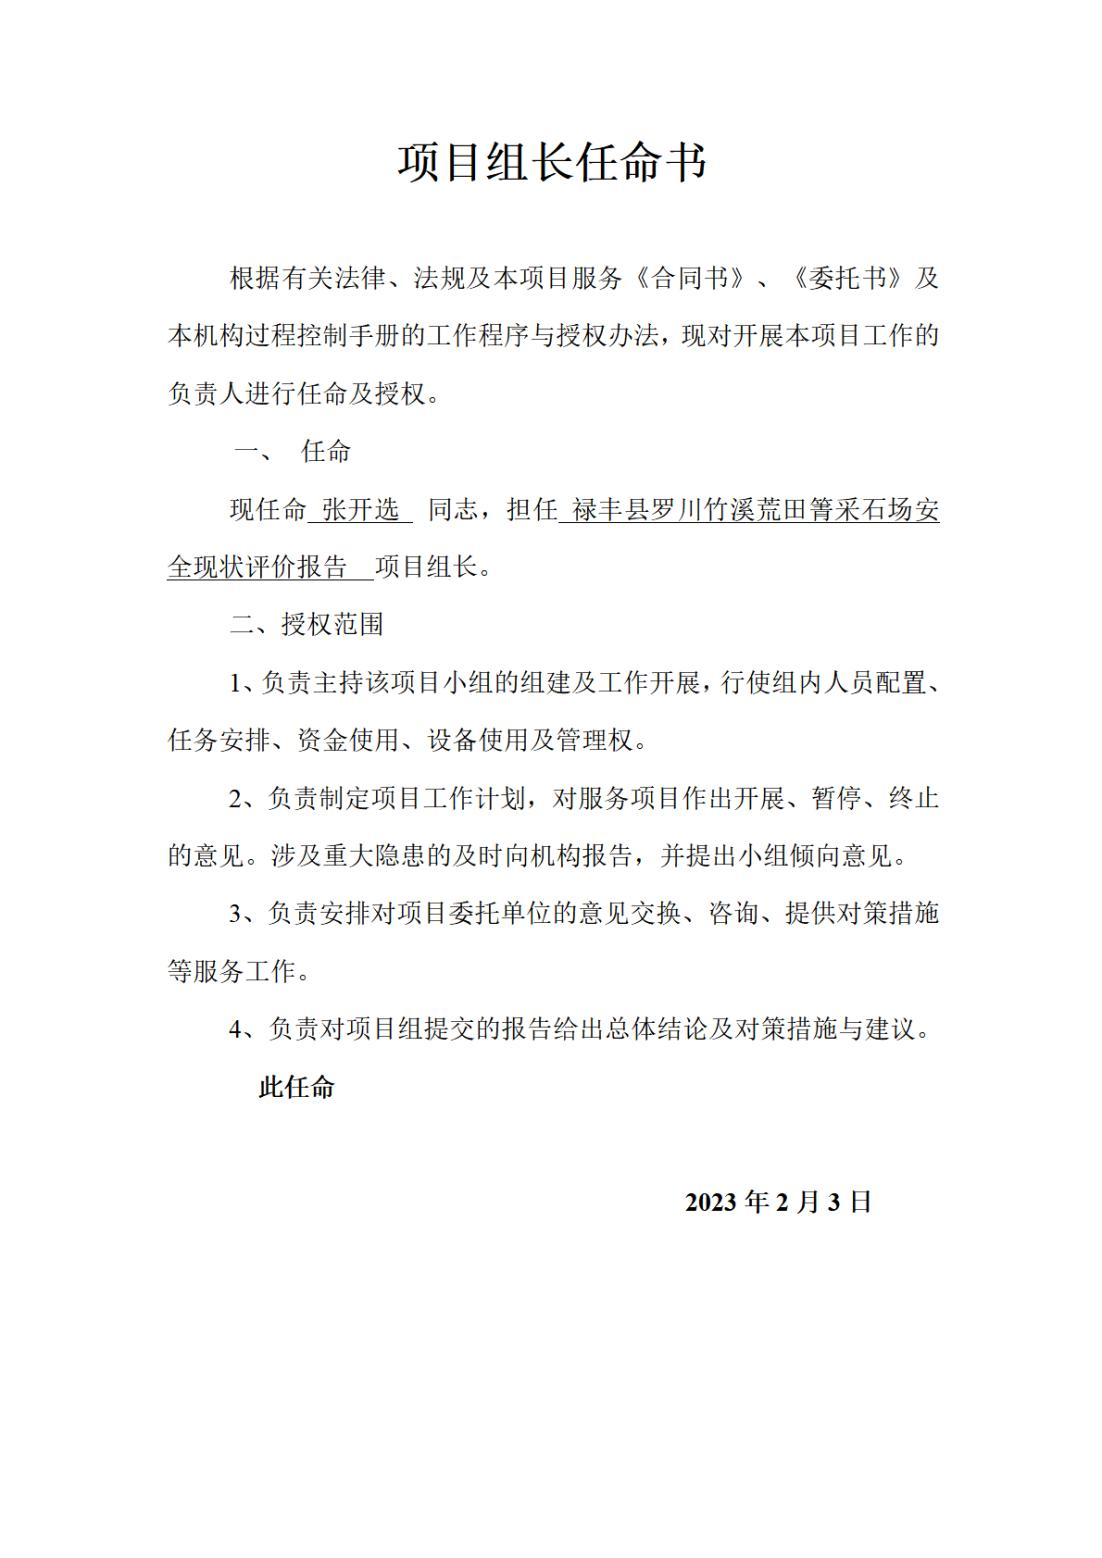 项目组长任命书
根据有关法律、法规及本项目服务《合同书》、《委托书》及
本机构过程控制手册的工作程序与授权办法，现对开展本项目工作的
负责人进行任命及授权。
一、 任命
现任命 张开选 同志，担任 禄丰县罗川竹溪荒田箐采石场安
全现状评价报告 项目组长。
二、授权范围
1、负责主持该项目小组的组建及工作开展，行使组内人员配置、
任务安排、资金使用、设备使用及管理权。
2、负责制定项目工作计划，对服务项目作出开展、暂停、终止
的意见。涉及重大隐患的及时向机构报告，并提出小组倾向意见。
3、负责安排对项目委托单位的意见交换、咨询、提供对策措施
等服务工作。
4、负责对项目组提交的报告给出总体结论及对策措施与建议。
此任命
2023 年 2 月 3 日